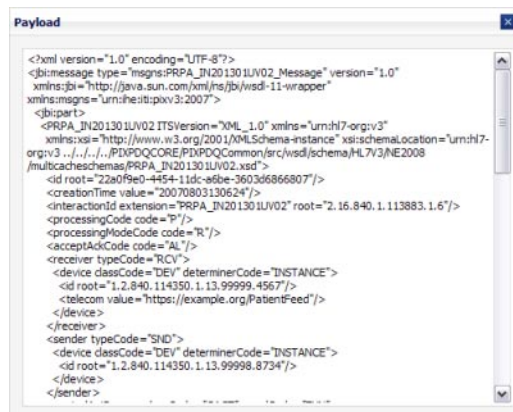 Payload
<?xml version="1.0" encoding="UTF-8"?>
<jbi:message type="msgns:PRPA_IN201301UV02_Message" version="1.0"
xmlns:jbi="http://java.sun.com/xml/ns/jbi/wsdl-11-wrapper"
xmlns:msgns="urn:ihe:iti:pixv3:2007">
<jbi:part>
<PRPA_IN201301UV02 ITSVersion="XML_1.0" xmlns="urn:hl7-org:v3"
xmlns:xsi="http://www.w3.org/2001/XMLSchema-instance" xsi:schemaLocation="urn:hl7-
org:v3 ../../../../PIXPDQCORE/PIXPDQCommon/src/wsdl/schema/HL7V3/NE2008
/multicacheschemas/PRPA_IN201301UV02.xsd">
<id root="22a0f9e0-4454-11dc-a6be-3603d6866807"/>
<creationTime value="20070803130624"/>
<interactionId extension="PRPA_IN201301UV02" root="2.16.840.1.113883.1.6"/>
<processingCode code="P"/>
<processingModeCode code="R"/>
<acceptAckCode code="AL"/>
<receiver typeCode="RCV">
<device classCode="DEV" determinerCode="INSTANCE">
<id root="1.2.840.114350.1.13.99999.4567"/>
<telecom value="https://example.org/PatientFeed"/>
</device>
</receiver>
<sender typeCode="SND">
<device classCode="DEV" determinerCode="INSTANCE">
<id root="1.2.840.114350.1.13.99998.8734"/>
</device>
</sender>